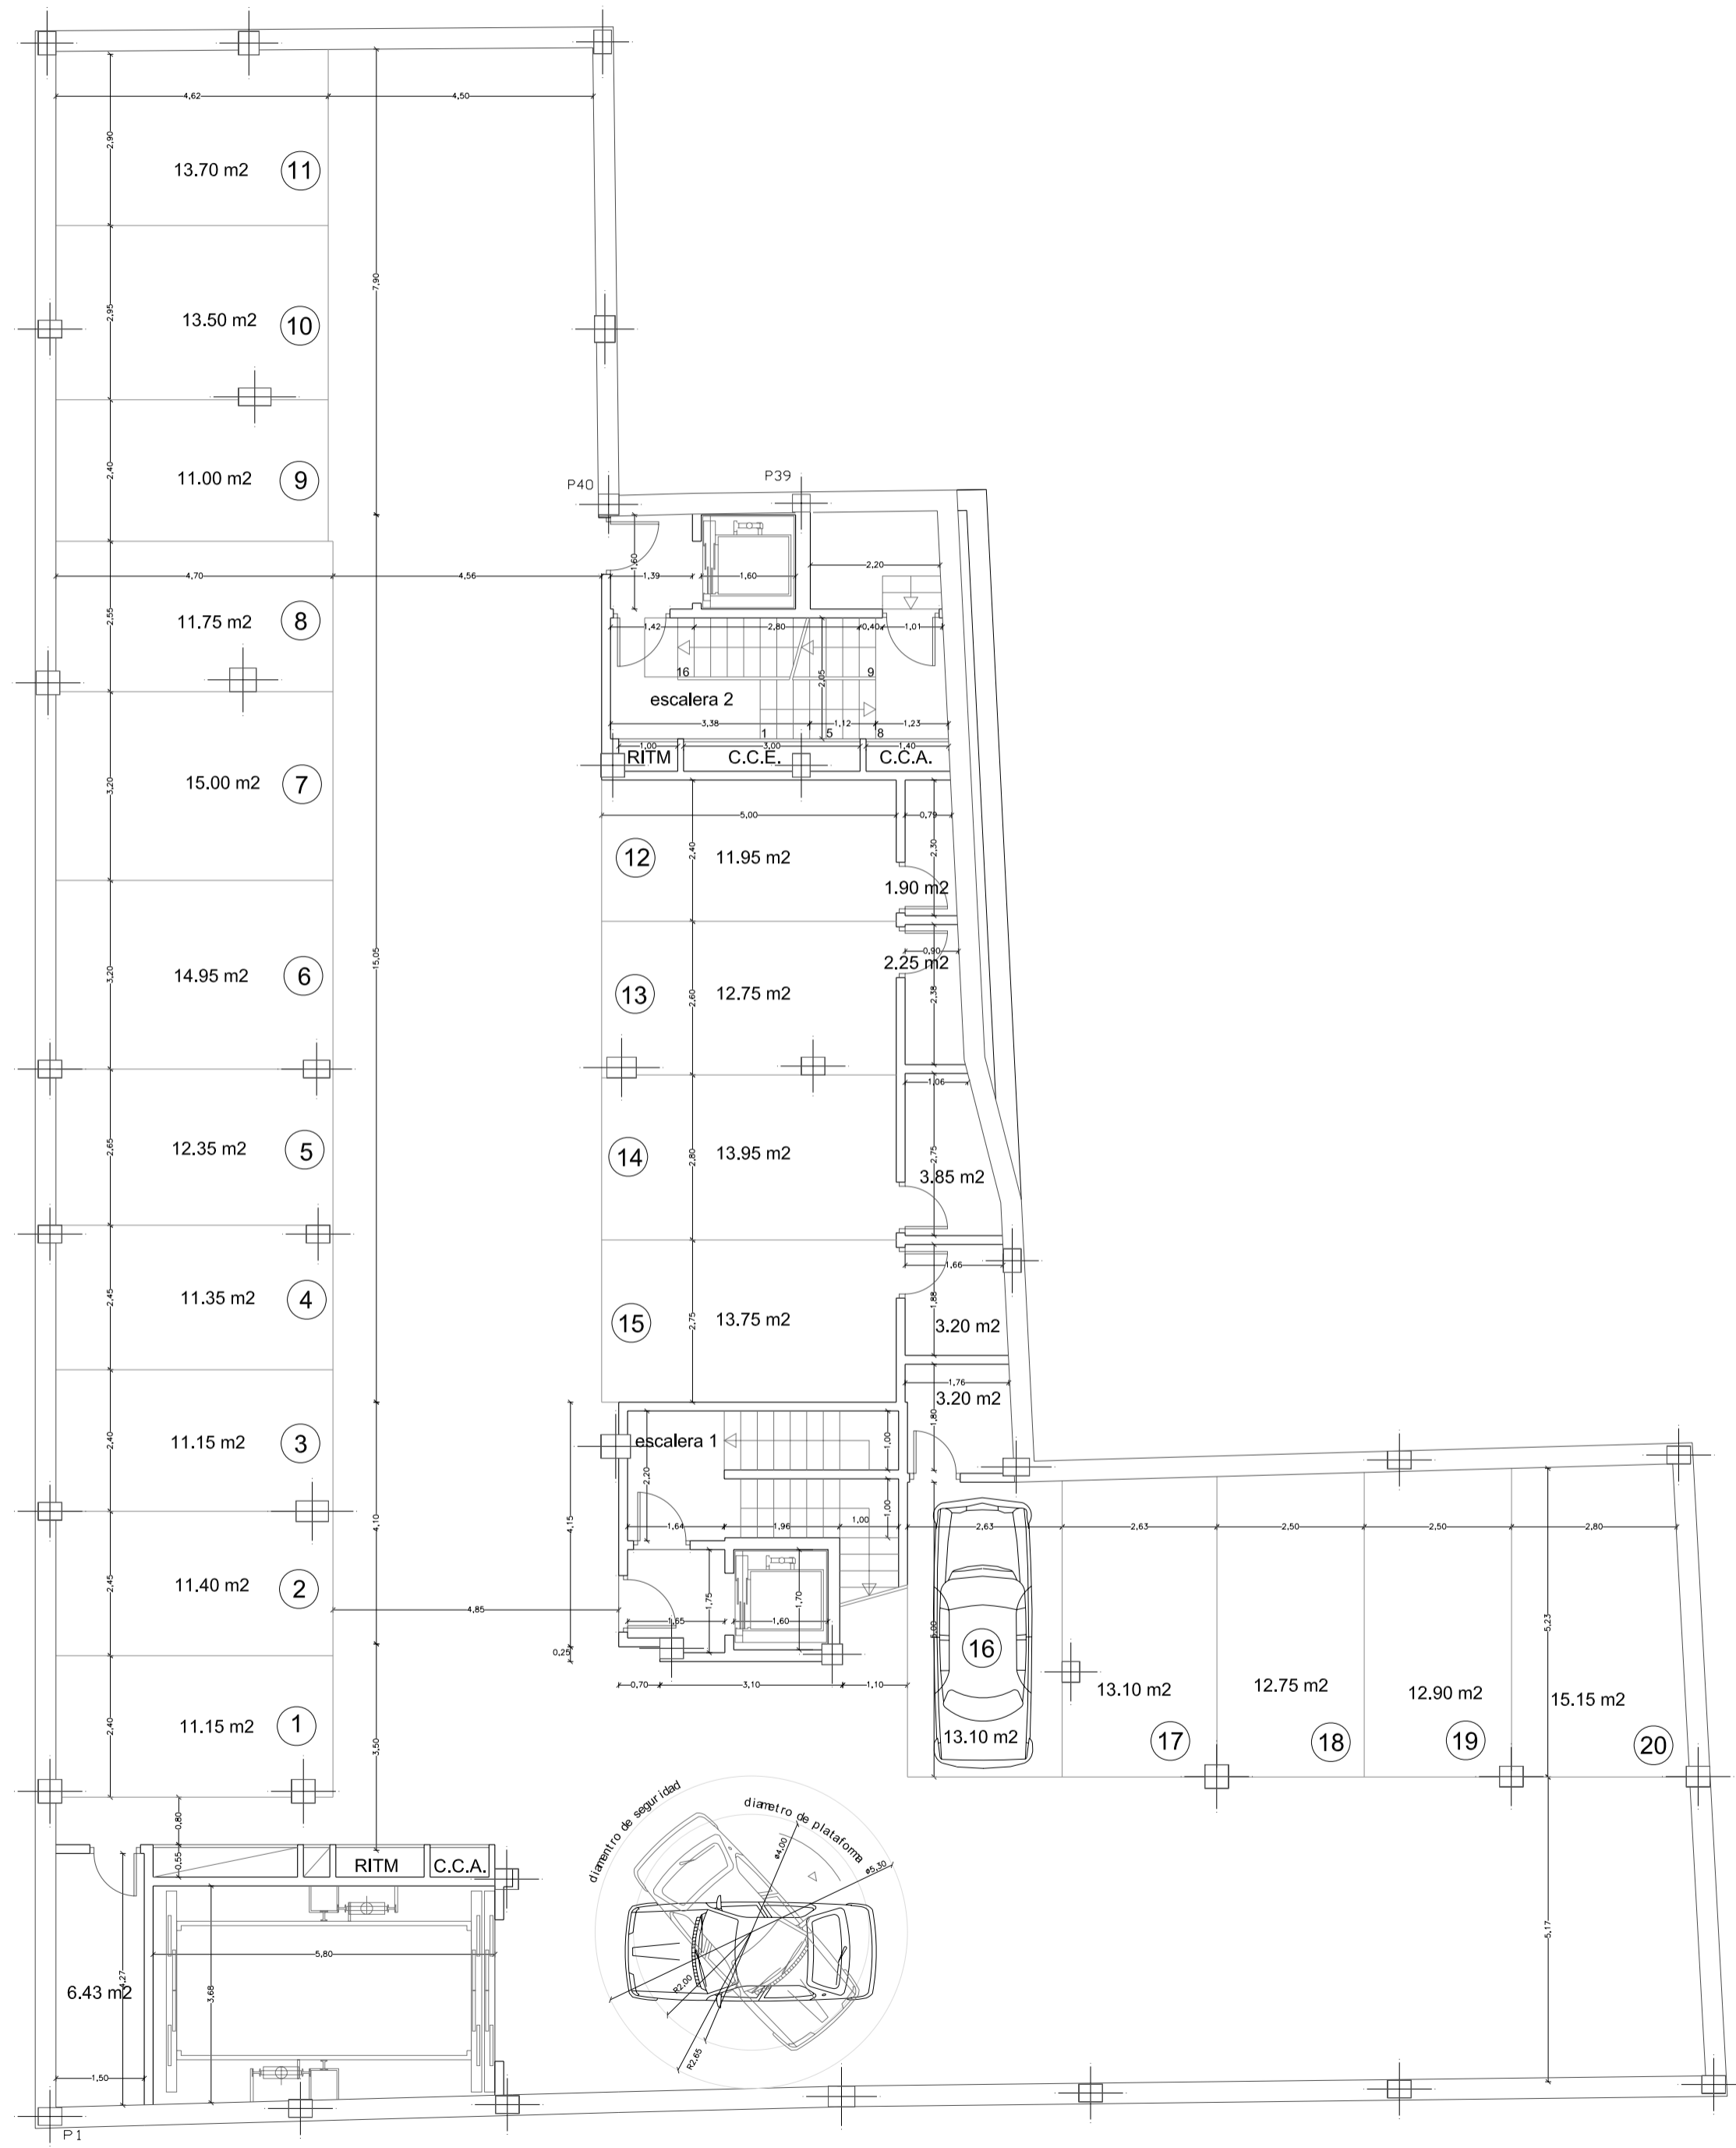 4,62
4,50
2,90
13.70 m2
11
7,90
2,95
13.50 m2
10
2,40
11.00 m2
9
P40
P39
1,60
1,39
1,60
2,20
4,70
4,56
2,55
11.75 m2
8
1,42
2,80
0,40
1,01
16
9
2,05
escalera 2
3,38
1,12
1,23
1
5
8
1,00
3,00
1,40
RITM
C.C.E.
C.C.A.
3,20
15.00 m2
7
5,00
0,79
2,40
2,30
12
11.95 m2
1.90 m2
15,05
0,90
2.25 m2
3,20
14.95 m2
6
13
2,60
12.75 m2
2,38
1,06
2,65
12.35 m2
5
14
2,80
13.95 m2
2,75
3.85 m2
1,66
2,45
11.35 m2
4
15
2,75
13.75 m2
1,88
3.20 m2
1,76
3.20 m2
1,80
2,40
11.15 m2
3
escalera 1
1,00
2,20
4,10
4,15
1,00
1,64
1,96
1,00
2,63
2,63
2,50
2,50
2,80
2,45
11.40 m2
2
4,85
1,75
1,70
1,65
1,60
0,25
5,00
16
5,23
0,70
3,10
1,10
13.10 m2
12.75 m2
12.90 m2
15.15 m2
2,40
11.15 m2
1
3,50
13.10 m2
17
18
19
20
0,80
diamentro de seguridad
diametro de plataforma
0,55
RITM
C.C.A.
ø4,00
ø5,30
5,80
5,17
6.43 m2
4,27
3,68
R2,00
R2,65
1,50
P1